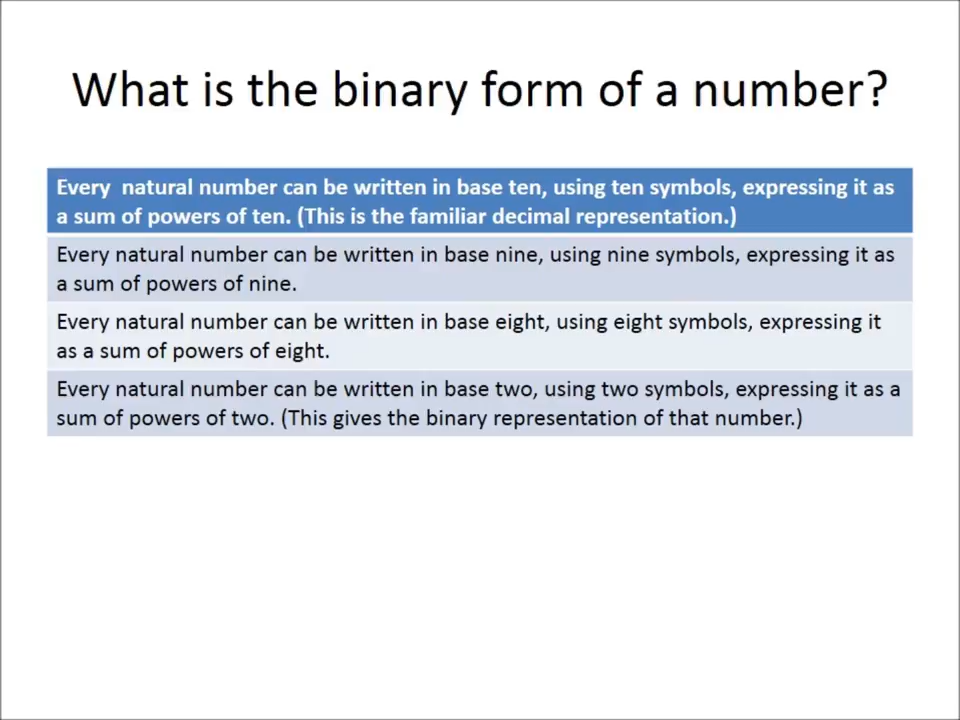 What is the binary form of a number?
Every natural number can be written in base ten, using ten symbols, expressing it as
a sum of powers of ten. (This is the familiar decimal representation.)
Every natural number can be written in base nine, using nine symbols, expressing it as
a sum of powers of nine.
Every natural number can be written in base eight, using eight symbols, expressing it
as a sum of powers of eight.
Every natural number can be written in base two, using two symbols, expressing it as a
sum of powers of two. (This gives the binary representation of that number.)